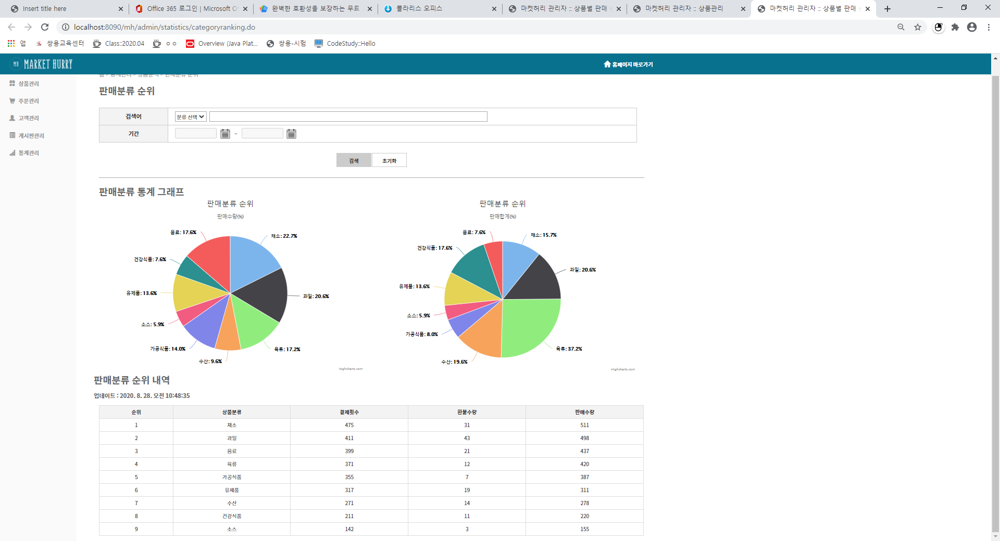 Insert title here
Office 365 로그인 | Microsoft O
완벽한 호환성을 보장하는 무료
폴라리스 오피스
마켓허리 관리자 :: 상품별 판매
마켓허리 관리자 :: 상품관리
마켓허리 관리자 :: 상품별 판매
localhost:8090/mh/admin/statistics/categoryranking.do
앱
쌍용교육센터
Class::2020.04
ㅇㅇ
Overview (Java Plat...
쌍용-시험
CodeStudy::Hello
MH MARKET HURRY
홈페이지 바로가기
홈 > 통계관리 > 상품분석 > 판매분류 순위
상품관리
주문관리
고객관리
게시판관리
통계관리
판매분류 순위
검색어 분류 선택
기간 ~
검색 초기화
판매분류 통계 그래프
판매분류 순위
판매수량(%)
음료: 17.6%
채소: 22.7%
건강식품: 7.6%
유제품: 13.6%
과일: 20.6%
소스: 5.9%
가공식품: 14.0%
육류: 17.2%
수산: 9.6%
Highcharts.com
판매분류 순위
판매합계(%)
음료: 7.6%
채소: 15.7%
건강식품: 17.6%
과일: 20.6%
유제품: 13.6%
소스: 5.9%
가공식품: 8.0%
육류: 37.2%
수산: 19.6%
Highcharts.com
판매분류 순위 내역
업데이트 : 2020. 8. 28. 오전 10:48:35
순위 상품분류 결제횟수 환불수량 판매수량
1 채소 475 31 511
2 과일 411 43 498
3 음료 399 21 437
4 육류 371 12 420
5 가공식품 355 7 387
6 유제품 317 19 311
7 수산 271 14 278
8 건강식품 211 11 220
9 소스 142 3 155